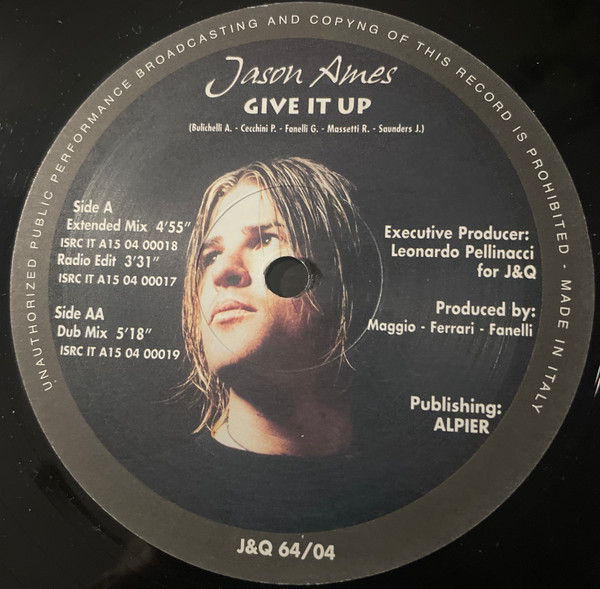 UNAUTHORIZED PUBLIC PERFORMANCE BROADCASTING AND COPYNG OF THIS RECORD IS PROHIBITED - MADE IN ITALY
Jason Ames
GIVE IT UP
(Bulichelli A. - Cecchini P. - Fanelli G. - Massetti R. - Saunders J.)
Side A
Extended Mix 4'55"
ISRC IT A15 04 00018
Radio Edit 3'31"
ISRC IT A15 04 00017
Side AA
Dub Mix 5'18"
ISRC IT A15 04 00019
Executive Producer:
Leonardo Pellinacci
for J&Q
Produced by:
Maggio - Ferrari - Fanelli
Publishing:
ALPIER
J&Q 64/04